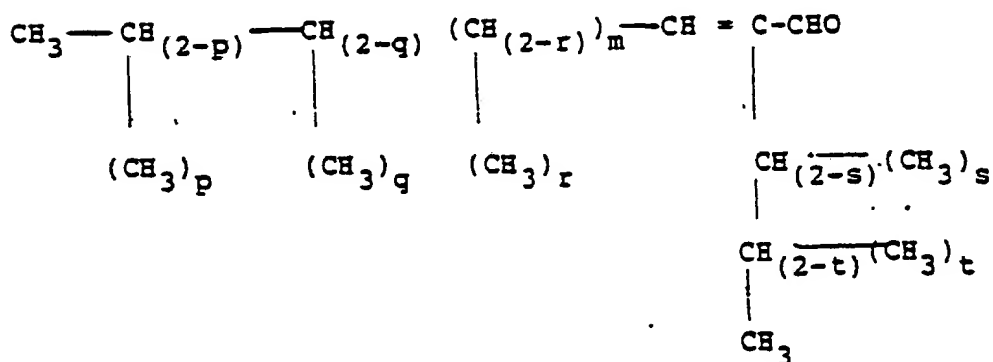 CH3—CH(2-p)—CH(2-q) (CH(2-r))m—CH = C-CHO
(CH3)p (CH3)q (CH3)r
CH(2-s)(CH3)s
CH(2-t)(CH3)t
CH3